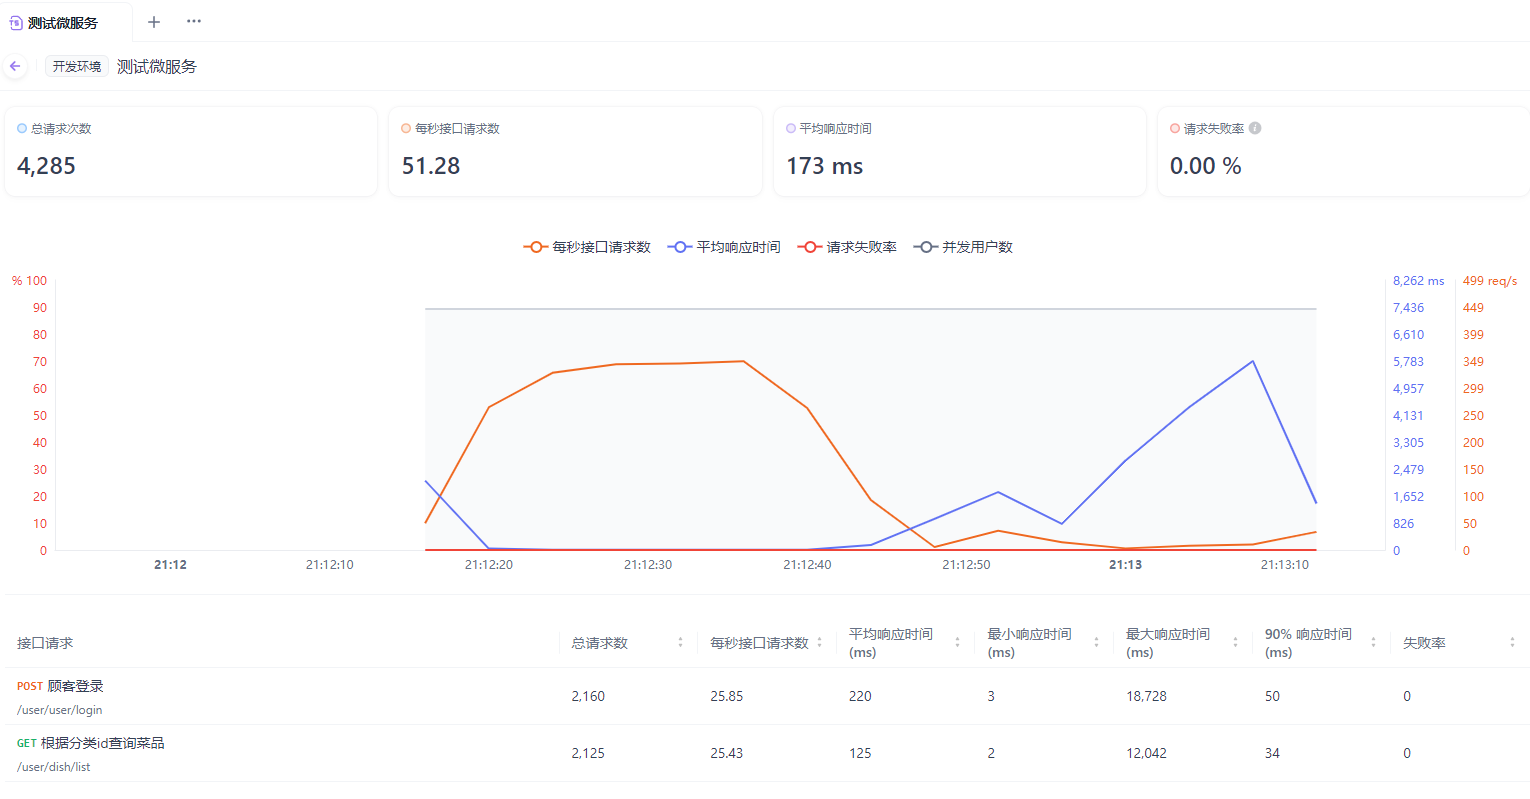 测试微服务
开发环境 测试微服务
总请求次数
4,285
每秒接口请求数
51.28
平均响应时间
173 ms
请求失败率
0.00 %
每秒接口请求数 平均响应时间 请求失败率 并发用户数
% 100
90
80
70
60
50
40
30
20
10
0
8,262 ms
7,436
6,610
5,783
4,957
4,131
3,305
2,479
1,652
826
0
499 req/s
449
399
349
299
250
200
150
100
50
0
21:12 21:12:10 21:12:20 21:12:30 21:12:40 21:12:50 21:13 21:13:10
接口请求 总请求数 每秒接口请求数 平均响应时间 (ms) 最小响应时间 (ms) 最大响应时间 (ms) 90% 响应时间 (ms) 失败率
POST 顾客登录
/user/user/login
2,160 25.85 220 3 18,728 50 0
GET 根据分类id查询菜品
/user/dish/list
2,125 25.43 125 2 12,042 34 0